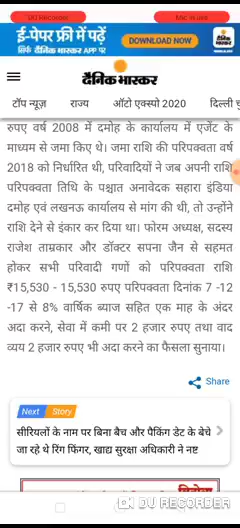 DU Recorder
Mic in use
ई-पेपर फ्री में पढ़ें
सिर्फ दैनिक भास्कर APP पर
DOWNLOAD NOW
दैनिक भास्कर
टॉप न्यूज़ राज्य ऑटो एक्स्पो 2020 दिल्ली चु
रुपए वर्ष 2008 में दमोह के कार्यालय में एजेंट के
माध्यम से जमा किए थे। जमा राशि की परिपक्वता वर्ष
2018 को निर्धारित थी, परिवादियों ने जब अपनी राशि
परिपक्वता तिथि के पश्चात अनावेदक सहारा इंडिया
दमोह एवं लखनऊ कार्यालय से मांग की थी, तो उन्होंने
राशि देने से इंकार कर दिया था। फोरम अध्यक्ष, सदस्य
राजेश ताम्रकार और डॉक्टर सपना जैन से सहमत
होकर सभी परिवादी गणों को परिपक्वता राशि
₹15,530 - 15,530 रुपए परिपक्वता दिनांक 7 -12
-17 से 8% वार्षिक ब्याज सहित एक माह के अंदर
अदा करने, सेवा में कमी पर 2 हजार रुपए तथा वाद
व्यय 2 हजार रुपए भी अदा करने का फैसला सुनाया।
Share
Next Story
सीरियलों के नाम पर बिना बैच और पैकिंग डेट के बेचे
जा रहे थे रिंग फिंगर, खाद्य सुरक्षा अधिकारी ने नष्ट
DU RECORDER